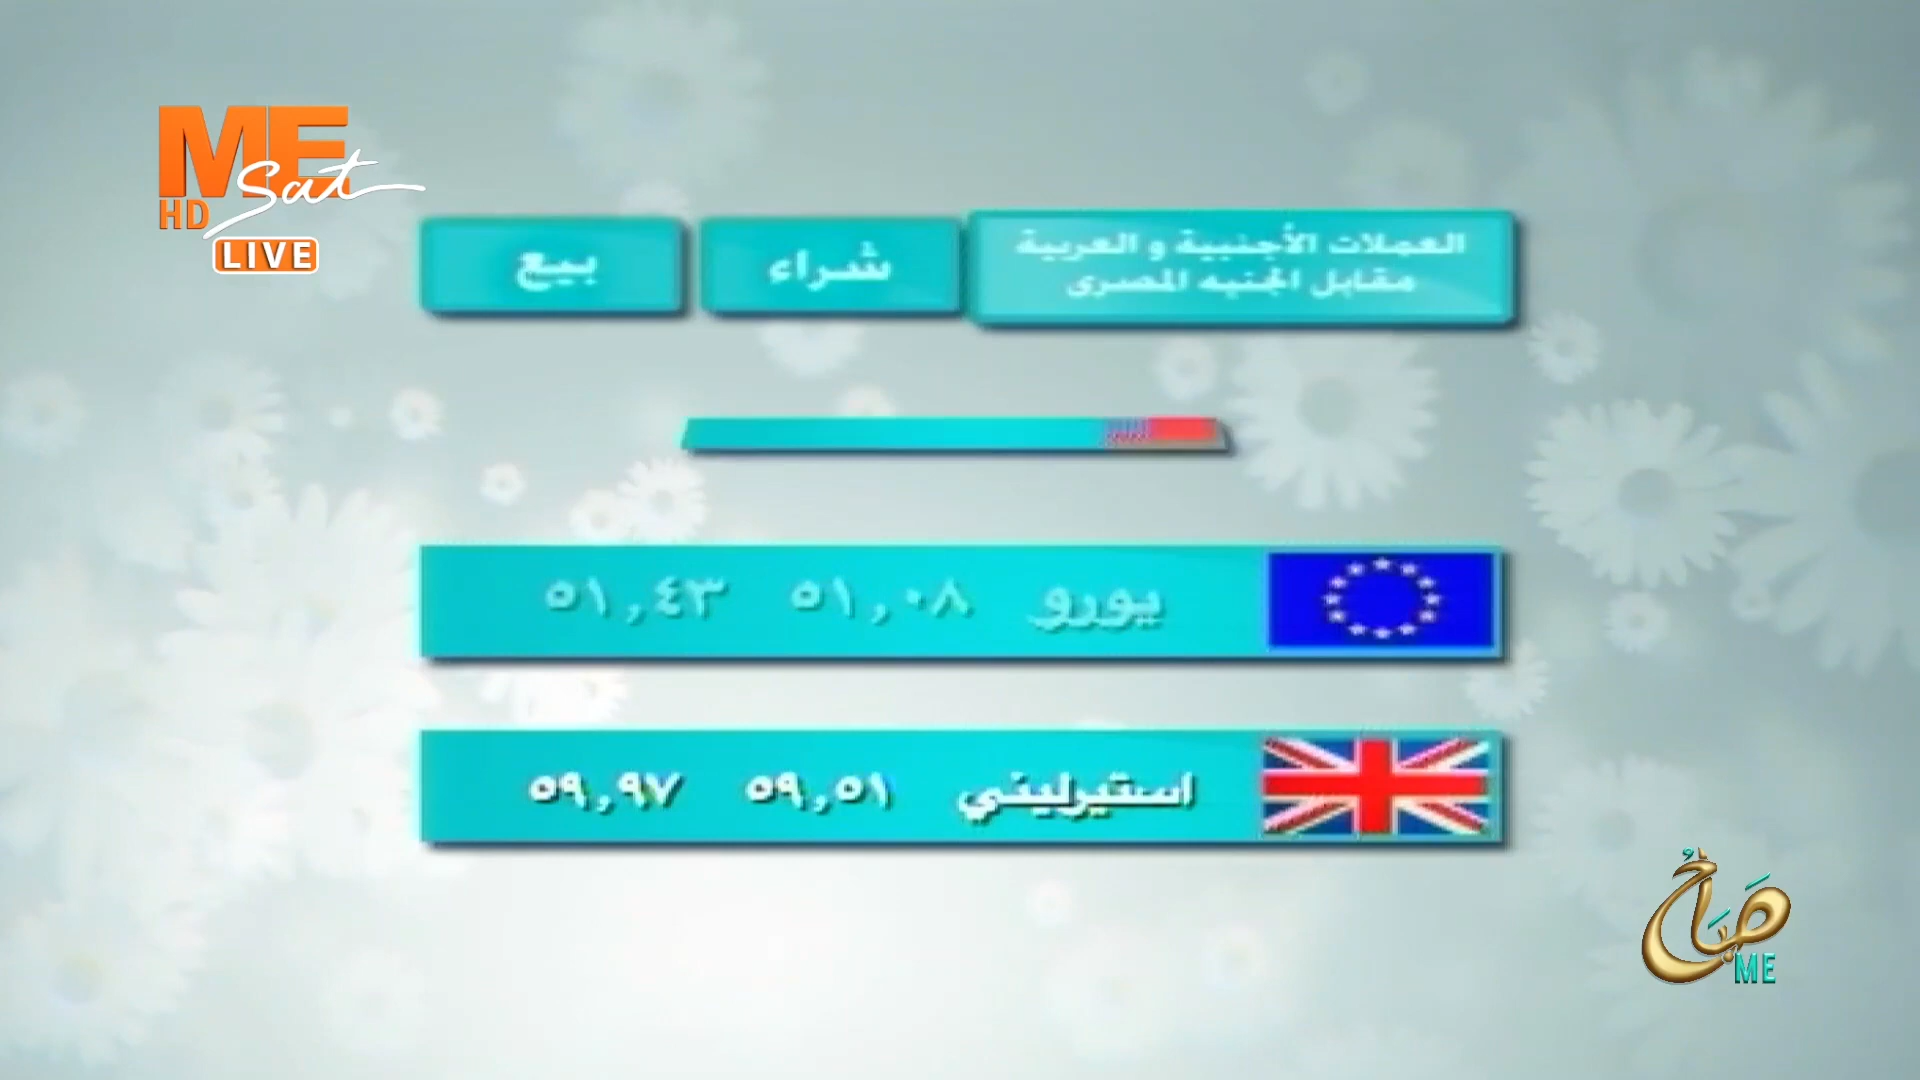 ME
Sat
HD
LIVE
العملات الأجنبية و العربية
مقابل الجنيه المصرى
شراء
بيع
يورو ٥١,٠٨ ٥١,٤٣
استيرليني ٥٩,٥١ ٥٩,٩٧
صباح
ME